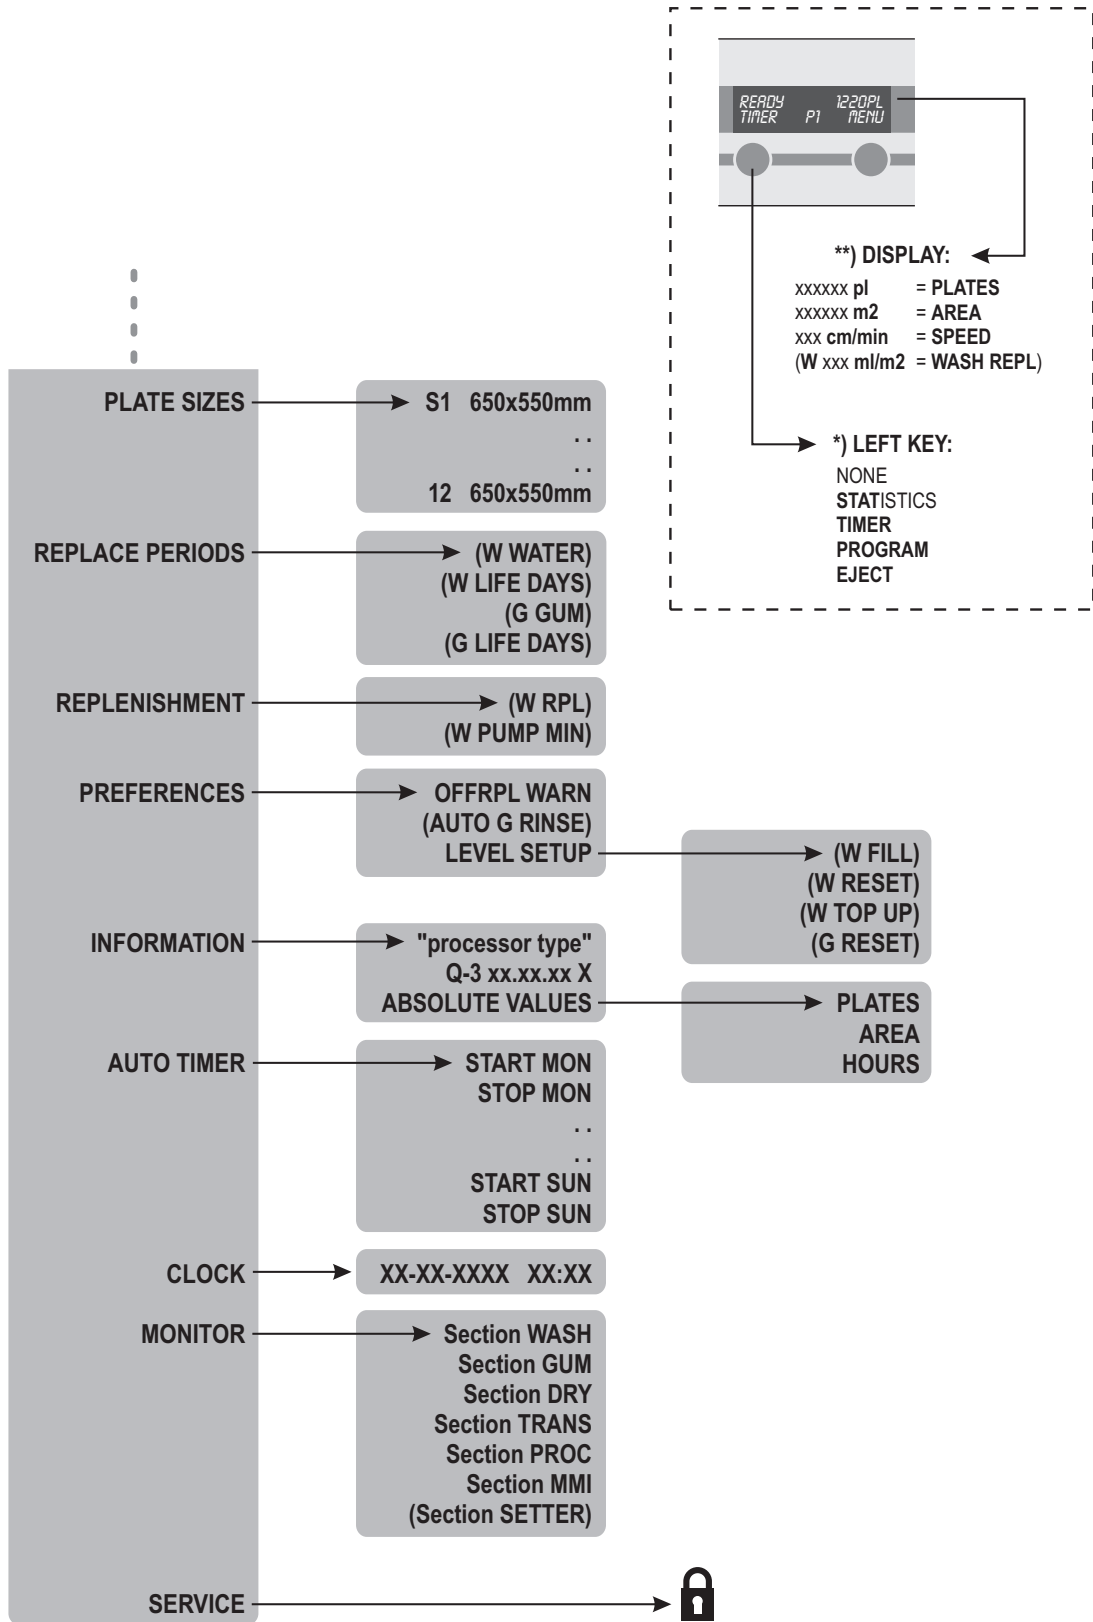 READY 1220PL
TIMER P1 MENU
**) DISPLAY:
xxxxxx pl = PLATES
xxxxxx m2 = AREA
xxx cm/min = SPEED
(W xxx ml/m2 = WASH REPL)
*) LEFT KEY:
NONE
STATISTICS
TIMER
PROGRAM
EJECT
PLATE SIZES
S1 650x550mm
. .
. .
12 650x550mm
REPLACE PERIODS
(W WATER)
(W LIFE DAYS)
(G GUM)
(G LIFE DAYS)
REPLENISHMENT
(W RPL)
(W PUMP MIN)
PREFERENCES
OFFRPL WARN
(AUTO G RINSE)
LEVEL SETUP
(W FILL)
(W RESET)
(W TOP UP)
(G RESET)
INFORMATION
"processor type"
Q-3 xx.xx.xx X
ABSOLUTE VALUES
PLATES
AREA
HOURS
AUTO TIMER
START MON
STOP MON
. .
. .
START SUN
STOP SUN
CLOCK
XX-XX-XXXX XX:XX
MONITOR
Section WASH
Section GUM
Section DRY
Section TRANS
Section PROC
Section MMI
(Section SETTER)
SERVICE